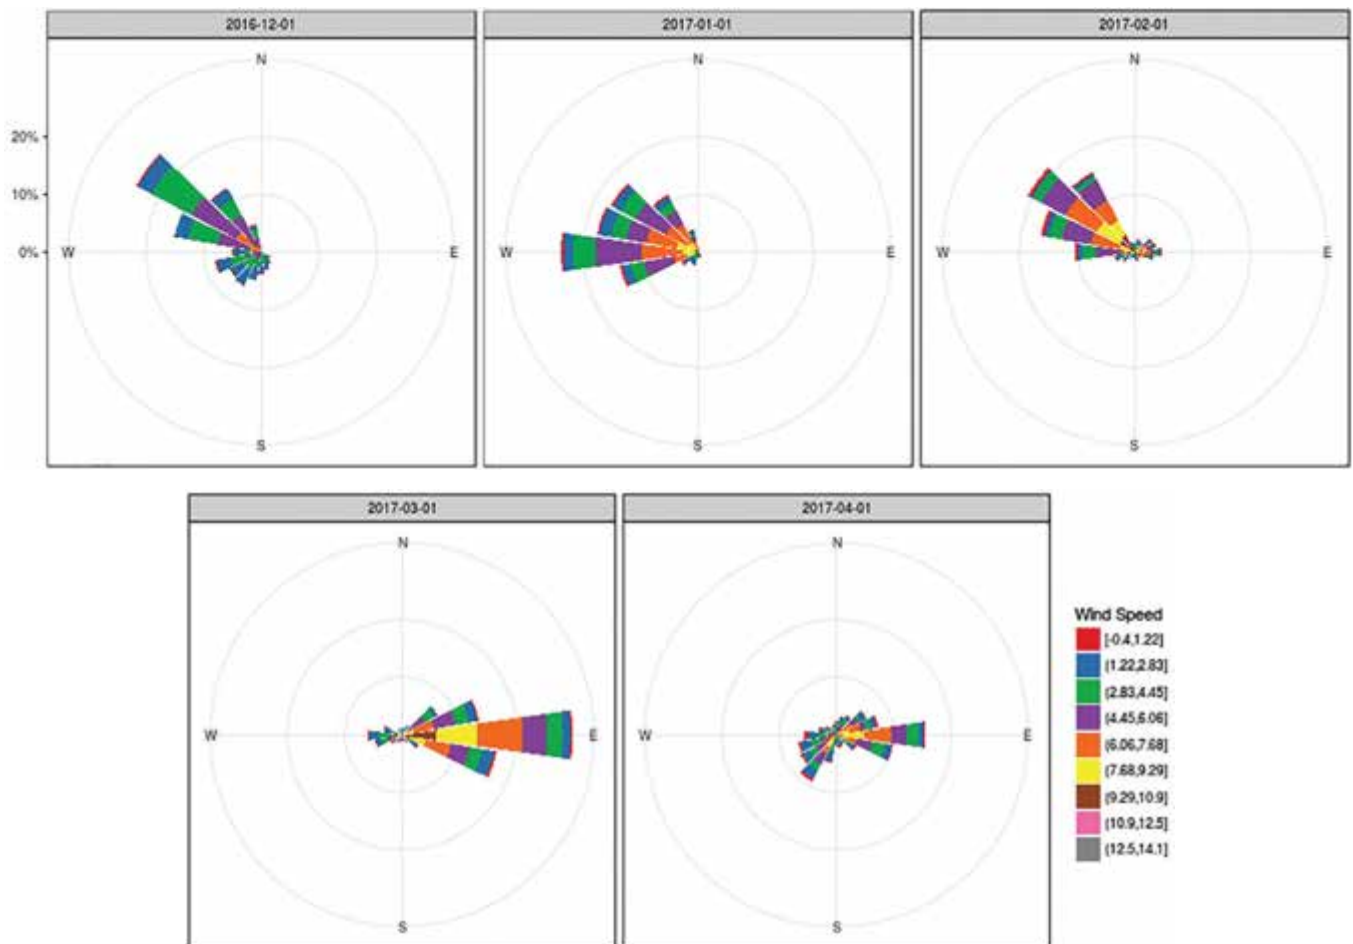 2016-12-01 2017-01-01 2017-02-01
N N N
20%
10%
0% W E W E W E
S S S
2017-03-01 2017-04-01
N N
W E W E
S S
Wind Speed
[-0.4,1.22]
(1.22,2.83]
(2.83,4.45]
(4.45,6.06]
(6.06,7.68]
(7.68,9.29]
(9.29,10.9]
(10.9,12.5]
(12.5,14.1]